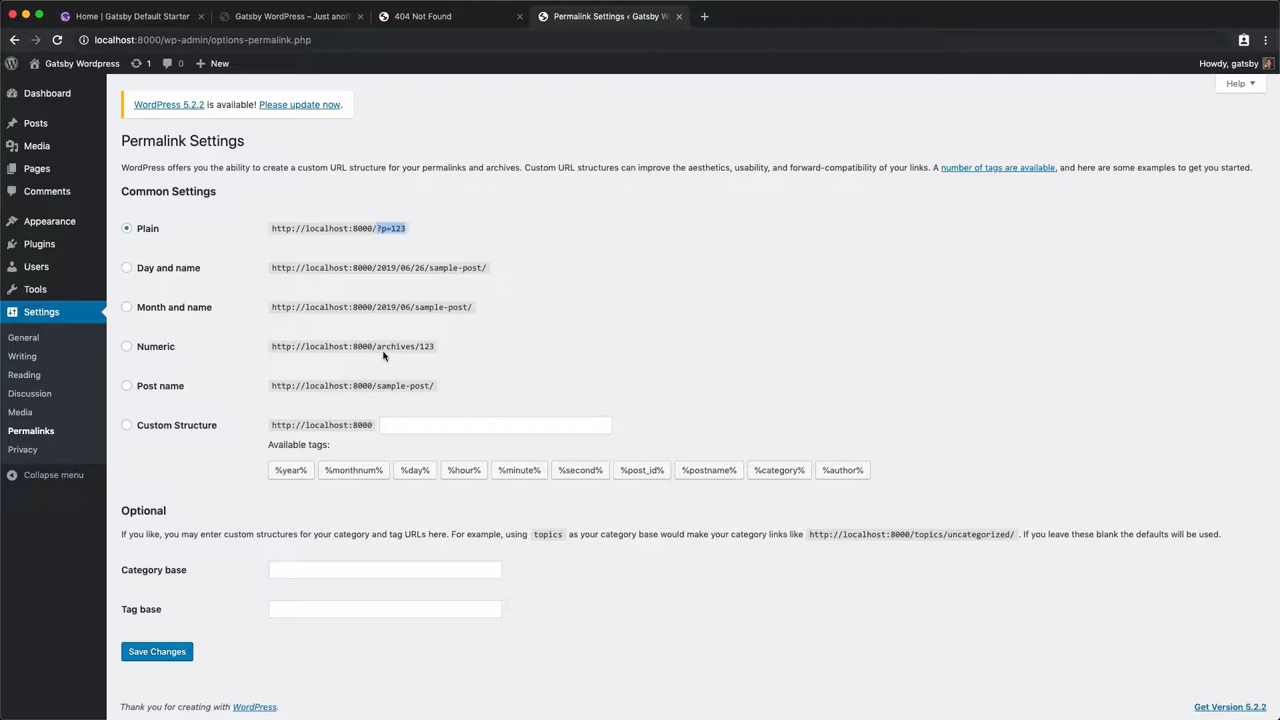 Home | Gatsby Default Starter
Gatsby WordPress – Just anot
404 Not Found
Permalink Settings ‹ Gatsby W
localhost:8000/wp-admin/options-permalink.php
Gatsby Wordpress
1
0
New
Howdy, gatsby
Help
Dashboard
Posts
Media
Pages
Comments
Appearance
Plugins
Users
Tools
Settings
General
Writing
Reading
Discussion
Media
Permalinks
Privacy
Collapse menu
WordPress 5.2.2 is available! Please update now.
Permalink Settings
WordPress offers you the ability to create a custom URL structure for your permalinks and archives. Custom URL structures can improve the aesthetics, usability, and forward-compatibility of your links. A number of tags are available, and here are some examples to get you started.
Common Settings
Plain http://localhost:8000/?p=123
Day and name http://localhost:8000/2019/06/26/sample-post/
Month and name http://localhost:8000/2019/06/sample-post/
Numeric http://localhost:8000/archives/123
Post name http://localhost:8000/sample-post/
Custom Structure http://localhost:8000
Available tags:
%year% %monthnum% %day% %hour% %minute% %second% %post_id% %postname% %category% %author%
Optional
If you like, you may enter custom structures for your category and tag URLs here. For example, using topics as your category base would make your category links like http://localhost:8000/topics/uncategorized/ . If you leave these blank the defaults will be used.
Category base
Tag base
Save Changes
Thank you for creating with WordPress.
Get Version 5.2.2